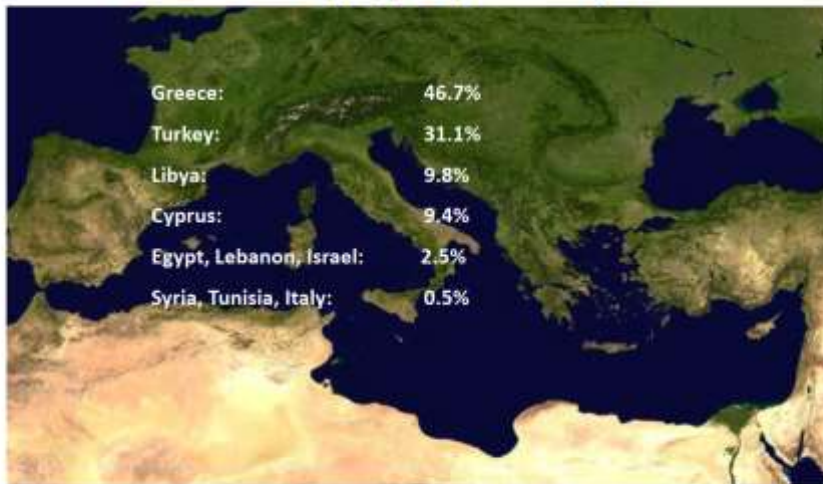 Greece: 46.7%
Turkey: 31.1%
Libya: 9.8%
Cyprus: 9.4%
Egypt, Lebanon, Israel: 2.5%
Syria, Tunisia, Italy: 0.5%